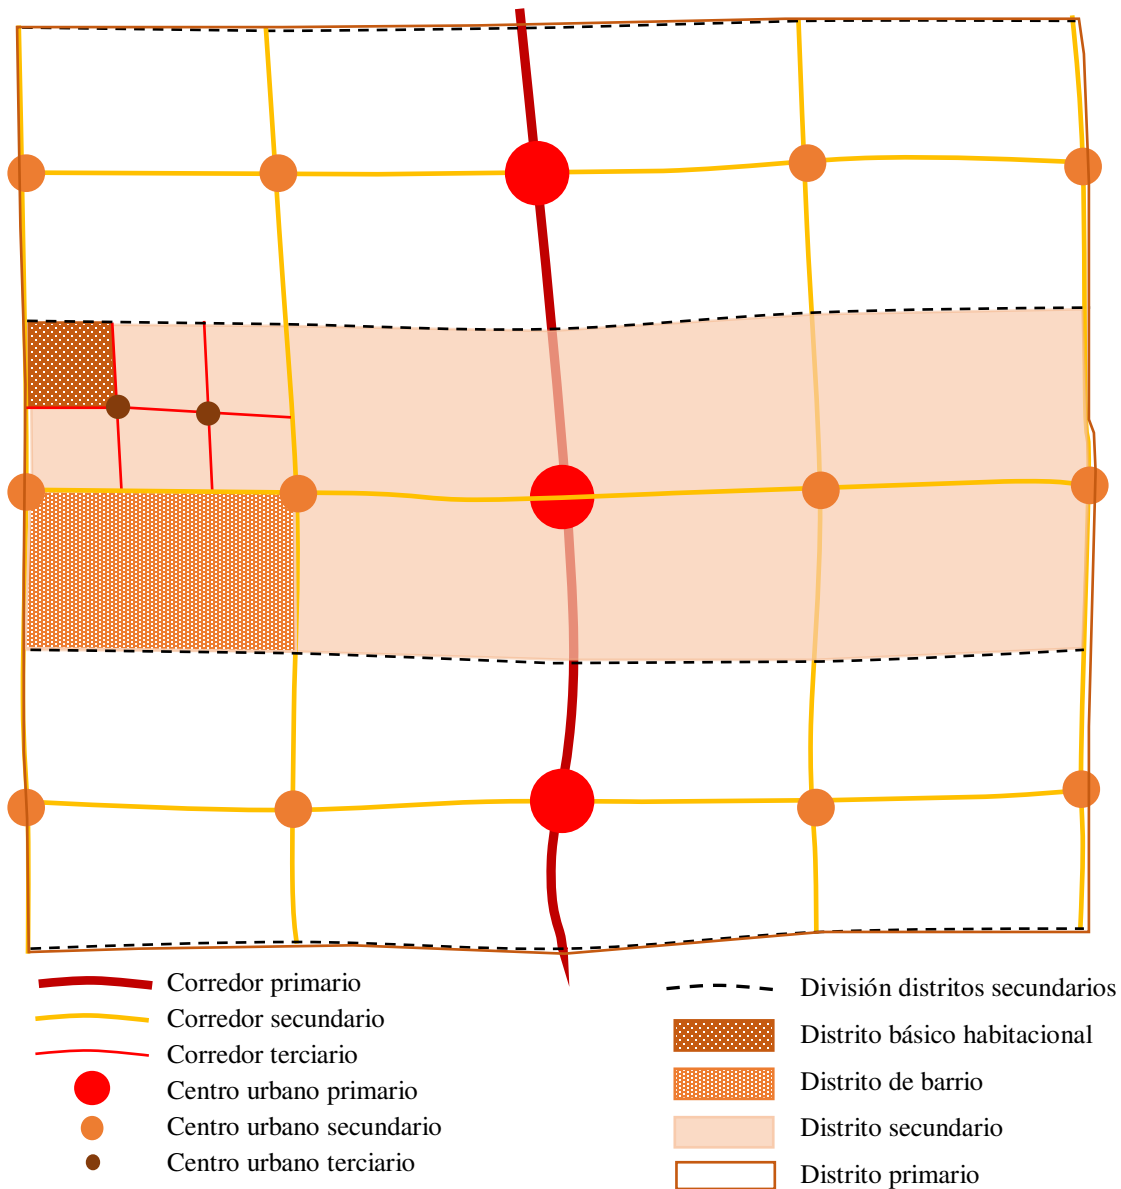 Corredor primario
Corredor secundario
Corredor terciario
Centro urbano primario
Centro urbano secundario
Centro urbano terciario
División distritos secundarios
Distrito básico habitacional
Distrito de barrio
Distrito secundario
Distrito primario